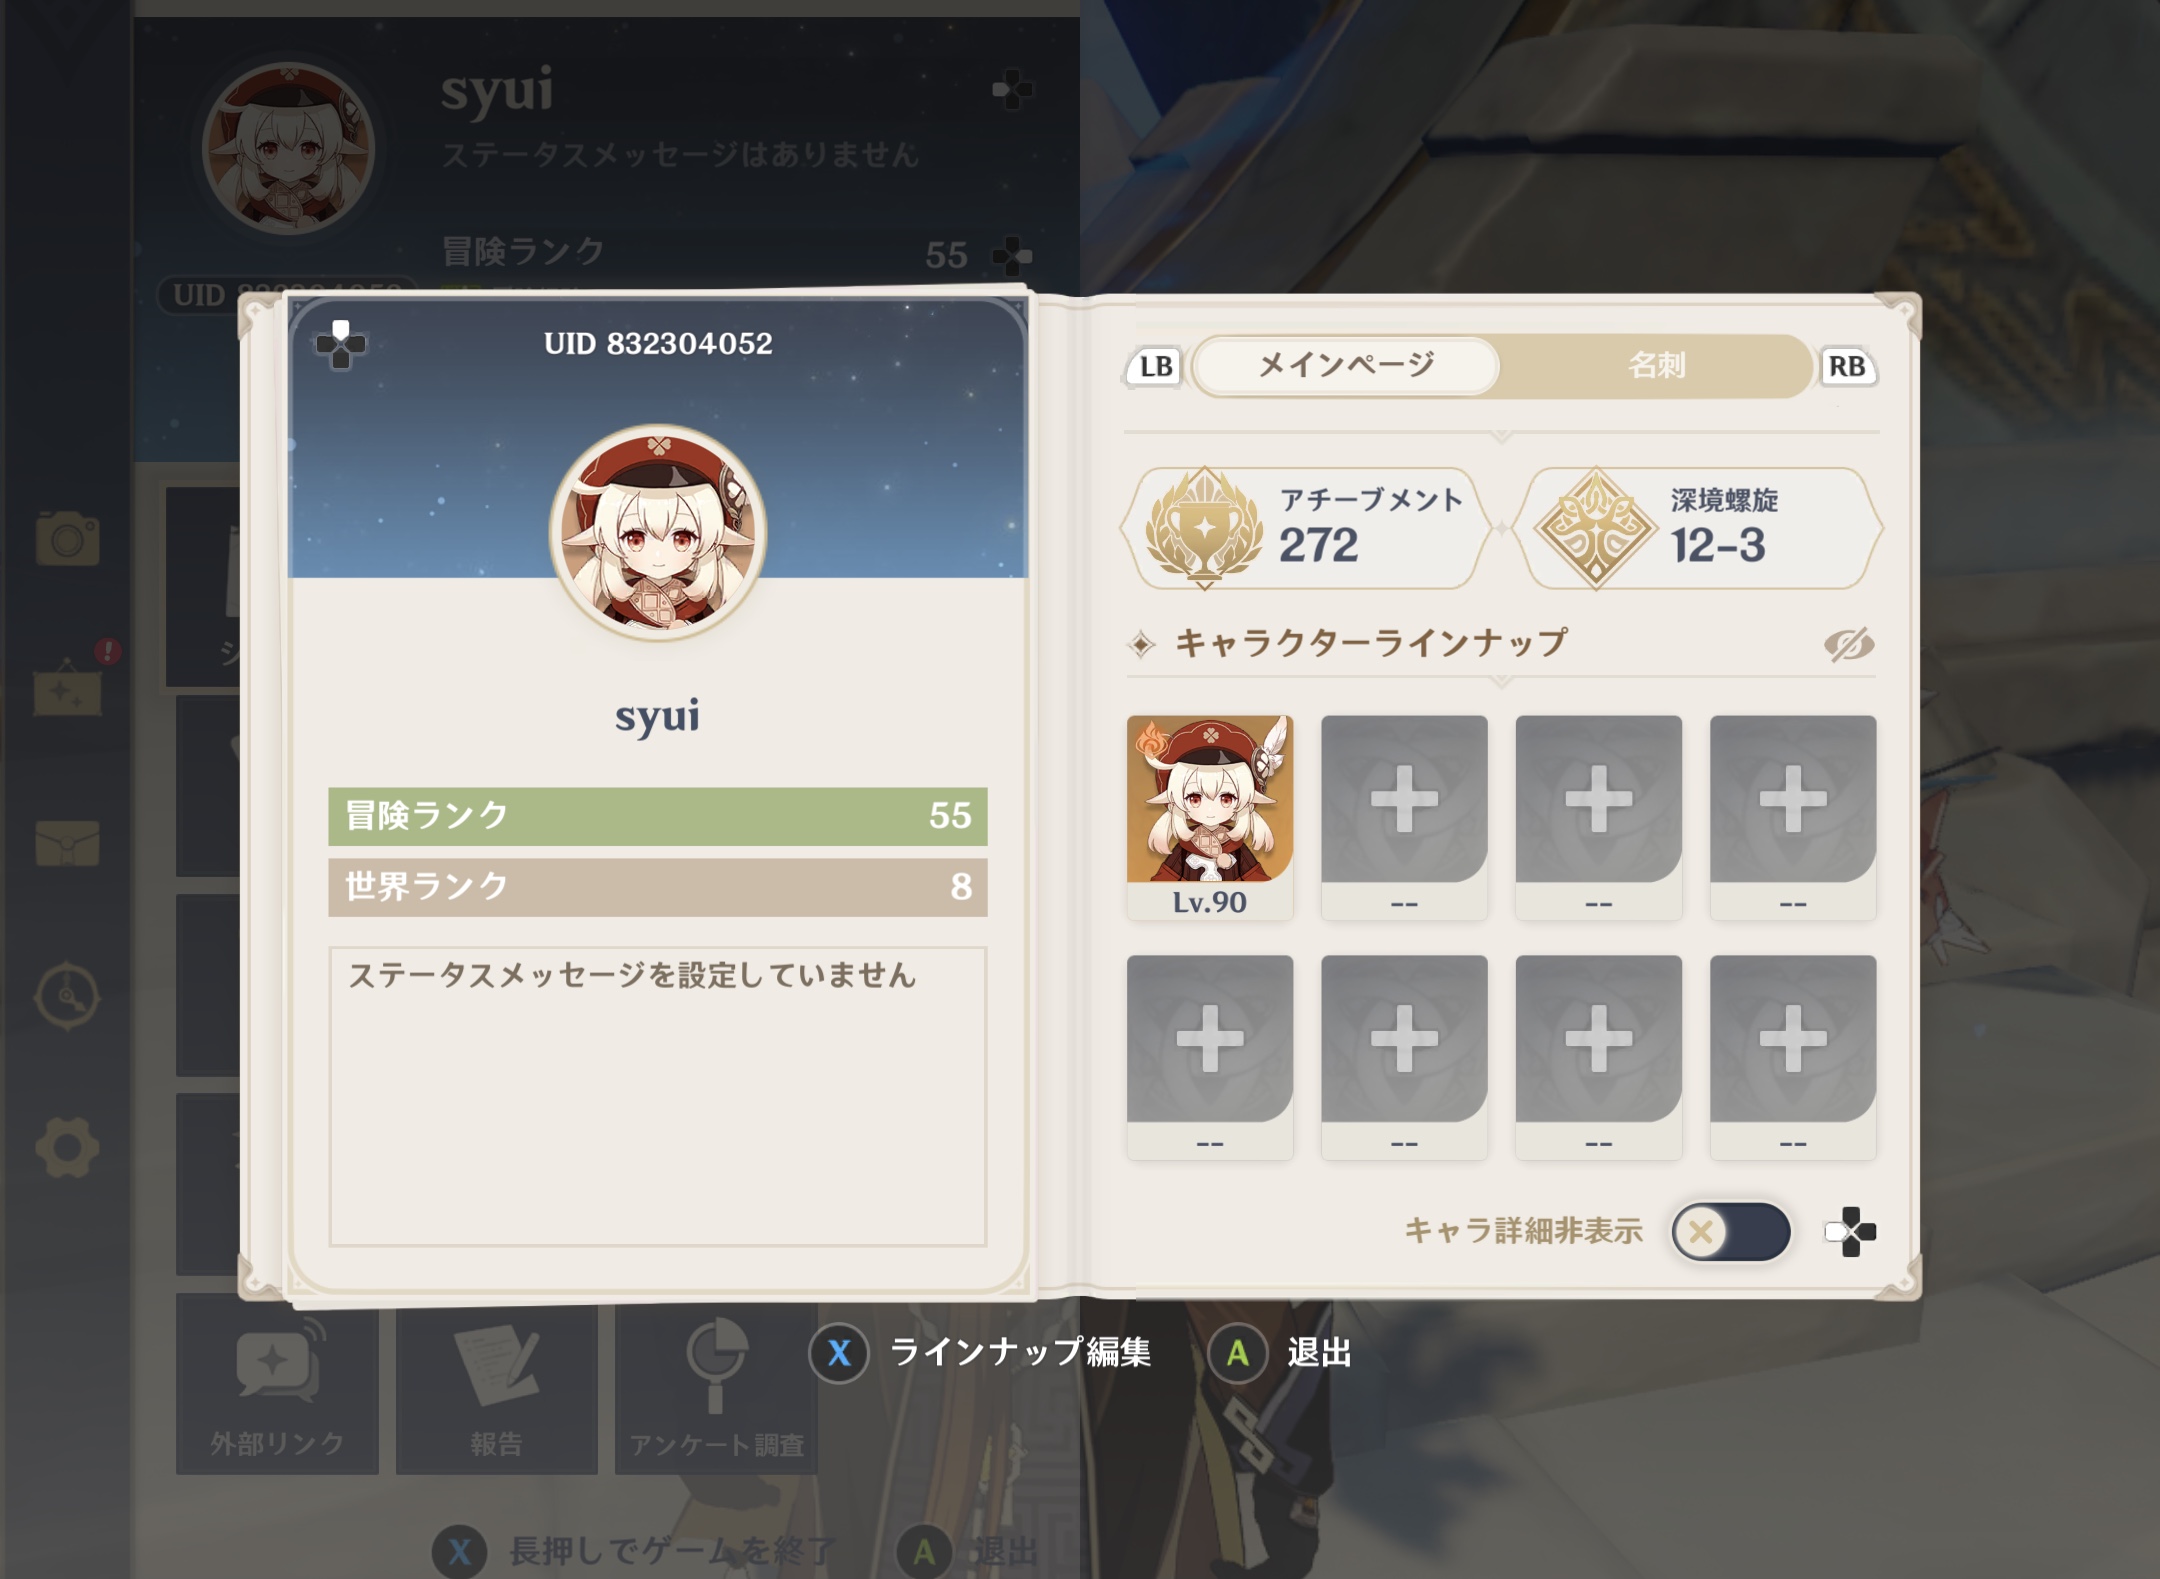 syui
ステータスメッセージはありません
冒険ランク 55
UID
UID 832304052
syui
冒険ランク 55
世界ランク 8
ステータスメッセージを設定していません
LB メインページ 名刺 RB
アチーブメント
272
深境螺旋
12-3
キャラクターラインナップ
Lv.90 -- -- --
-- -- -- --
キャラ詳細非表示
X ラインナップ編集 A 退出
外部リンク 報告 アンケート調査
X 長押しでゲームを終了 A 退出